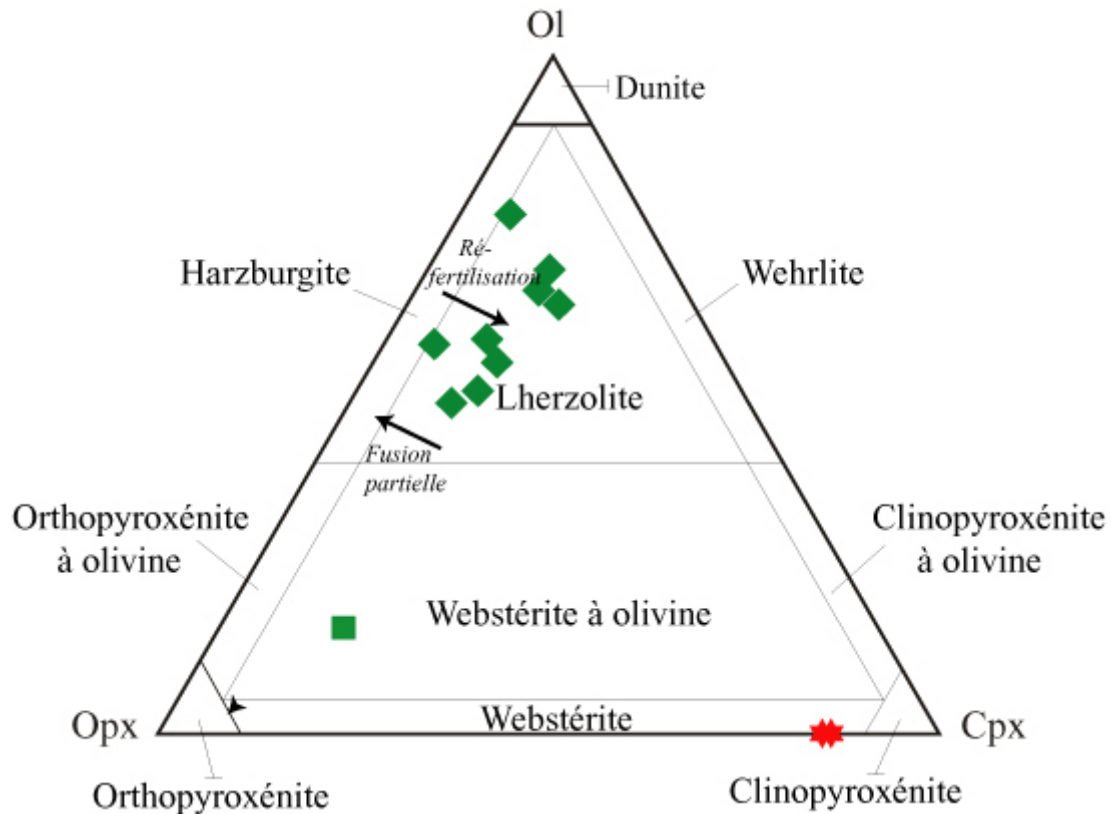 Ol
Dunite
Ré-
fertilisation
Harzburgite
Wehrlite
Lherzolite
Fusion
partielle
Orthopyroxénite
à olivine
Clinopyroxénite
à olivine
Webstérite à olivine
Opx
Webstérite
Cpx
Orthopyroxénite
Clinopyroxénite